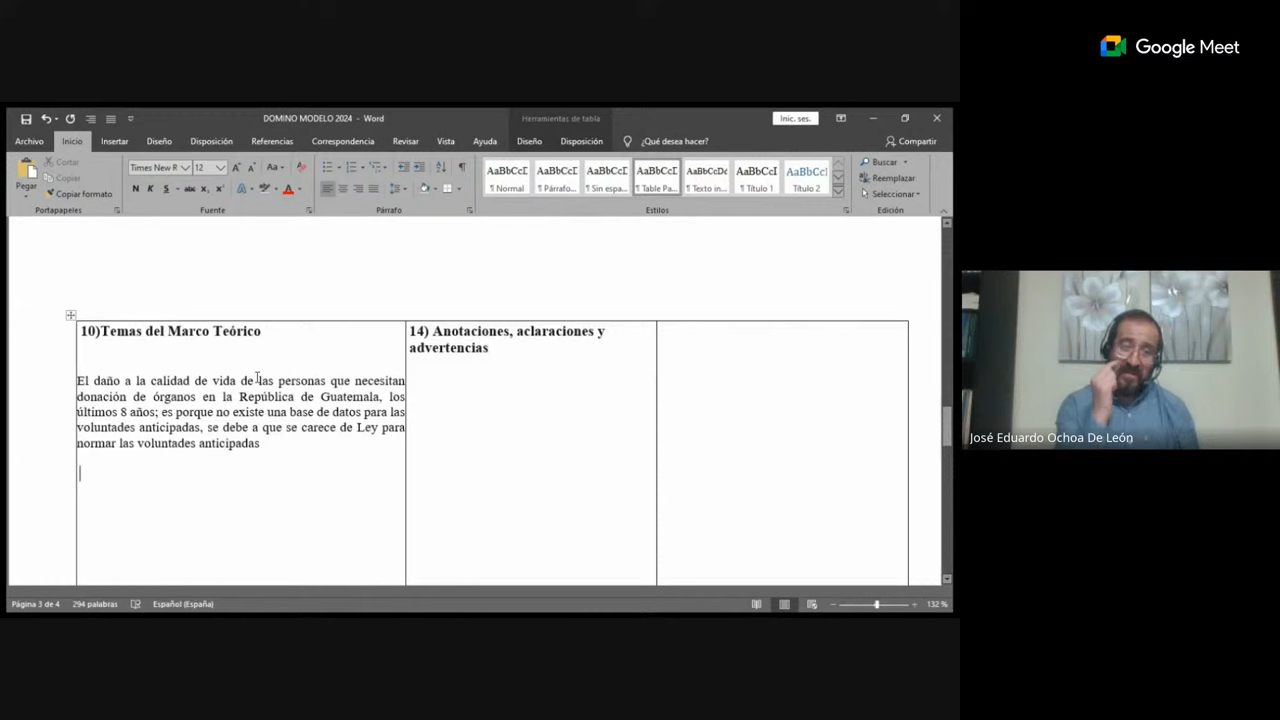 Google Meet
DOMINO MODELO 2024 - Word
Herramientas de tabla
Inic. ses.
Archivo Inicio Insertar Diseño Disposición Referencias Correspondencia Revisar Vista Ayuda Diseño Disposición ¿Qué desea hacer? Compartir
Pegar
Cortar
Copiar
Copiar formato
Portapapeles
Times New R 12
N K S abc x₂ x²
Fuente
Párrafo
AaBbCcI AaBbCcI AaBbCcI AaBbCcI AaBbCcDc AaBbCcI AaBbCcI
¶ Normal ¶ Párrafo... ¶ Sin espa... ¶ Table Pa... ¶ Texto in... ¶ Título 1 ¶ Título 2
Estilos
Buscar
Reemplazar
Seleccionar
Edición
10)Temas del Marco Teórico
El daño a la calidad de vida de las personas que necesitan
donación de órganos en la República de Guatemala, los
últimos 8 años; es porque no existe una base de datos para las
voluntades anticipadas, se debe a que se carece de Ley para
normar las voluntades anticipadas
14) Anotaciones, aclaraciones y
advertencias
José Eduardo Ochoa De León
Página 3 de 4 294 palabras Español (España) 132 %